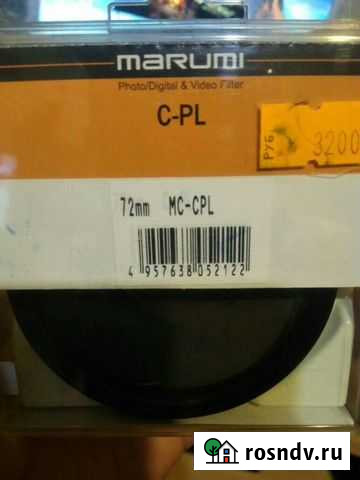 marumi
Photo/Digital & Video Filter
C-PL
РУБ 3200
72mm MC-CPL
4 957638 052122
rosndv.ru